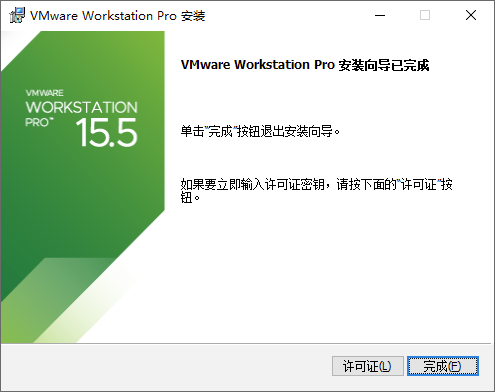 VMware Workstation Pro 安装
VMWARE
WORKSTATION
PRO™ 15.5
VMware Workstation Pro 安装向导已完成
单击"完成"按钮退出安装向导。
如果要立即输入许可证密钥，请按下面的"许可证"按
钮。
许可证(L) 完成(F)